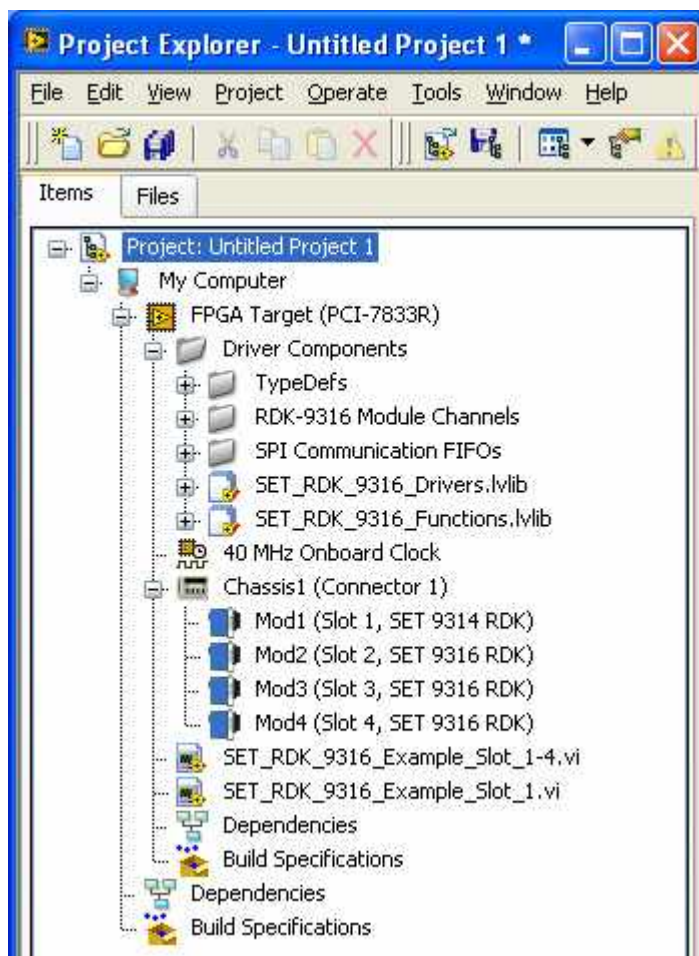 Project Explorer - Untitled Project 1 *
File Edit View Project Operate Tools Window Help
Items Files
Project: Untitled Project 1
My Computer
FPGA Target (PCI-7833R)
Driver Components
TypeDefs
RDK-9316 Module Channels
SPI Communication FIFOs
SET_RDK_9316_Drivers.lvlib
SET_RDK_9316_Functions.lvlib
40 MHz Onboard Clock
Chassis1 (Connector 1)
Mod1 (Slot 1, SET 9314 RDK)
Mod2 (Slot 2, SET 9316 RDK)
Mod3 (Slot 3, SET 9316 RDK)
Mod4 (Slot 4, SET 9316 RDK)
SET_RDK_9316_Example_Slot_1-4.vi
SET_RDK_9316_Example_Slot_1.vi
Dependencies
Build Specifications
Dependencies
Build Specifications